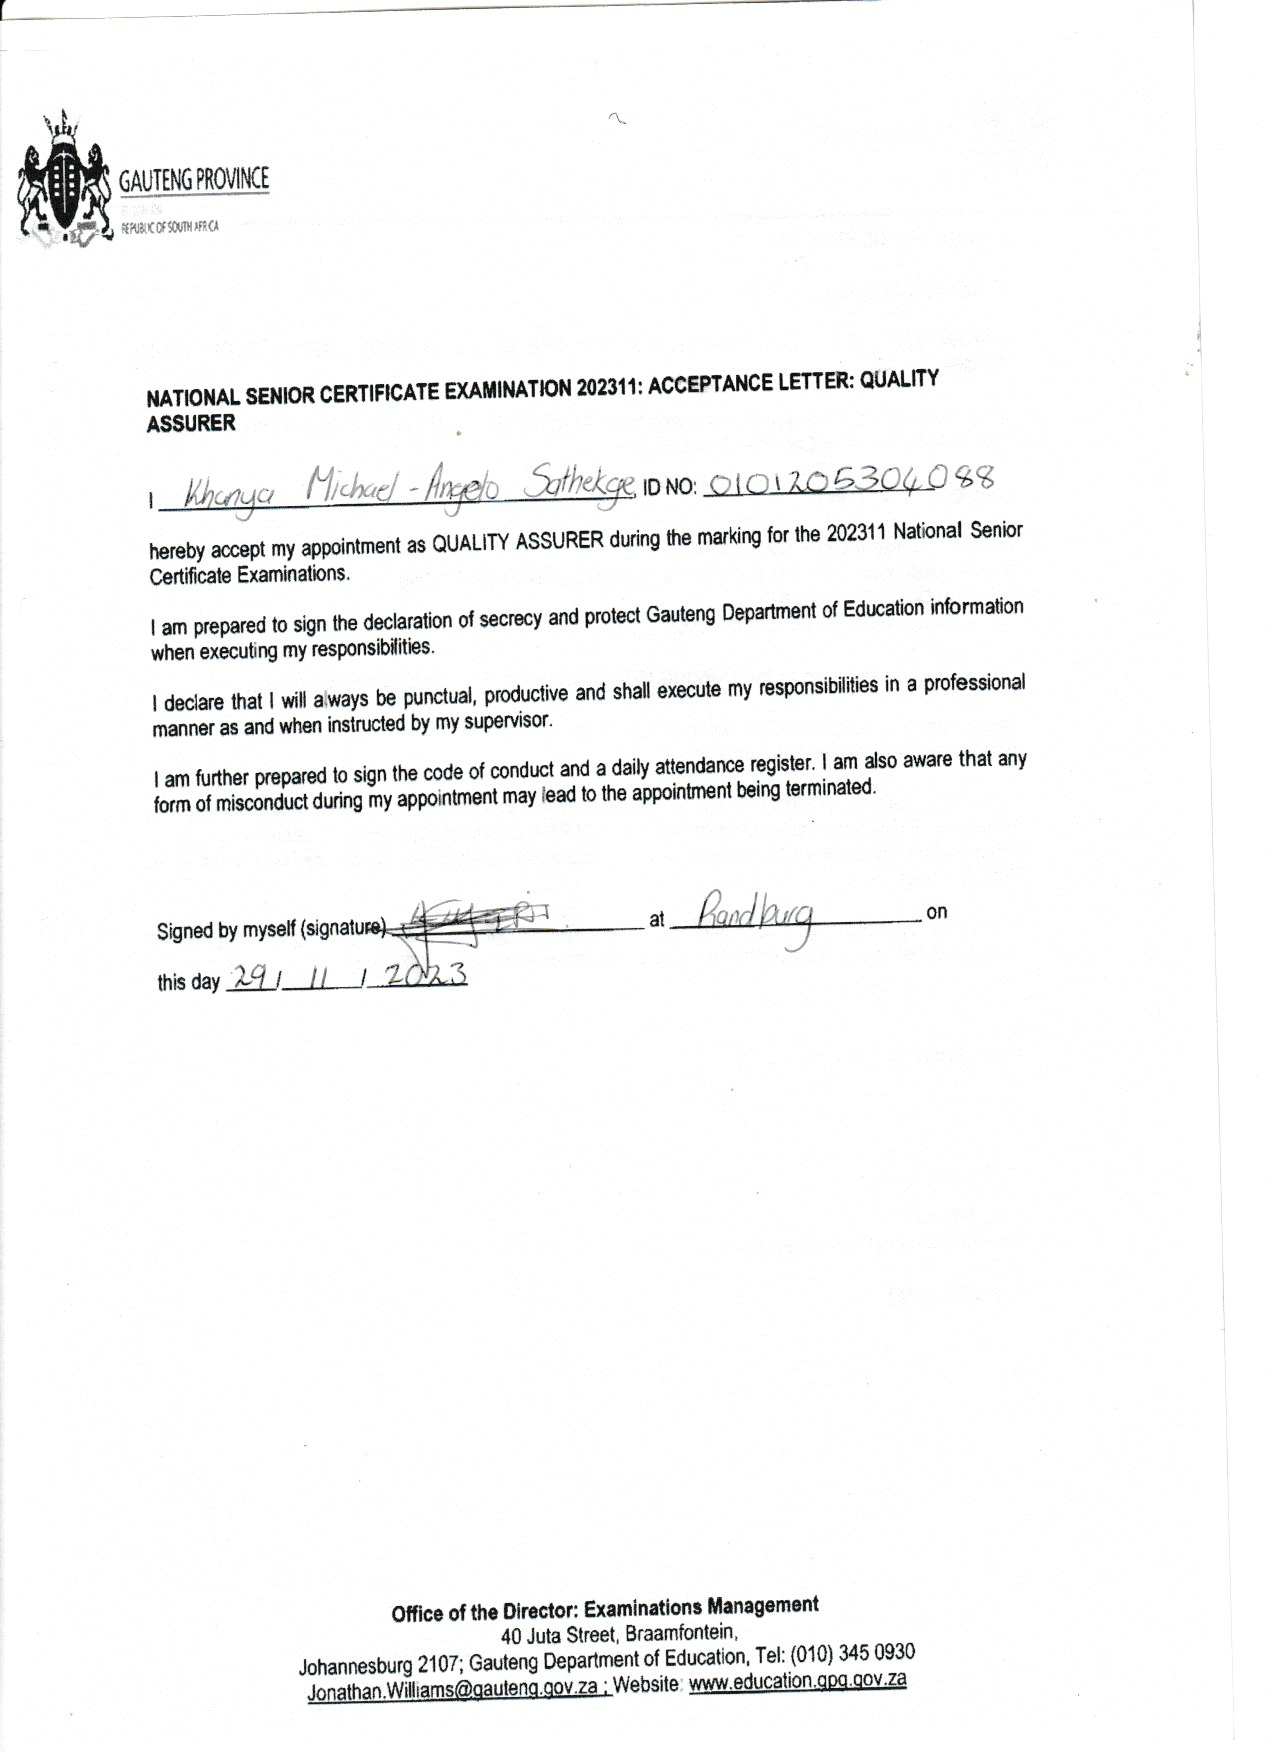 GAUTENG PROVINCE
REPUBLIC OF SOUTH AFRICA
NATIONAL SENIOR CERTIFICATE EXAMINATION 202311: ACCEPTANCE LETTER: QUALITY
ASSURER
I Khanya Michael-Angelo Sathekge, ID NO: 0101205304088
hereby accept my appointment as QUALITY ASSURER during the marking for the 202311 National Senior
Certificate Examinations.
I am prepared to sign the declaration of secrecy and protect Gauteng Department of Education information
when executing my responsibilities.
I declare that I will always be punctual, productive and shall execute my responsibilities in a professional
manner as and when instructed by my supervisor.
I am further prepared to sign the code of conduct and a daily attendance register. I am also aware that any
form of misconduct during my appointment may lead to the appointment being terminated.
Signed by myself (signature) at Randburg on
this day 29/ 11 / 2023
Office of the Director: Examinations Management
40 Juta Street, Braamfontein,
Johannesburg 2107; Gauteng Department of Education, Tel: (010) 345 0930
Jonathan.Williams@gauteng.gov.za ; Website: www.education.gpg.gov.za